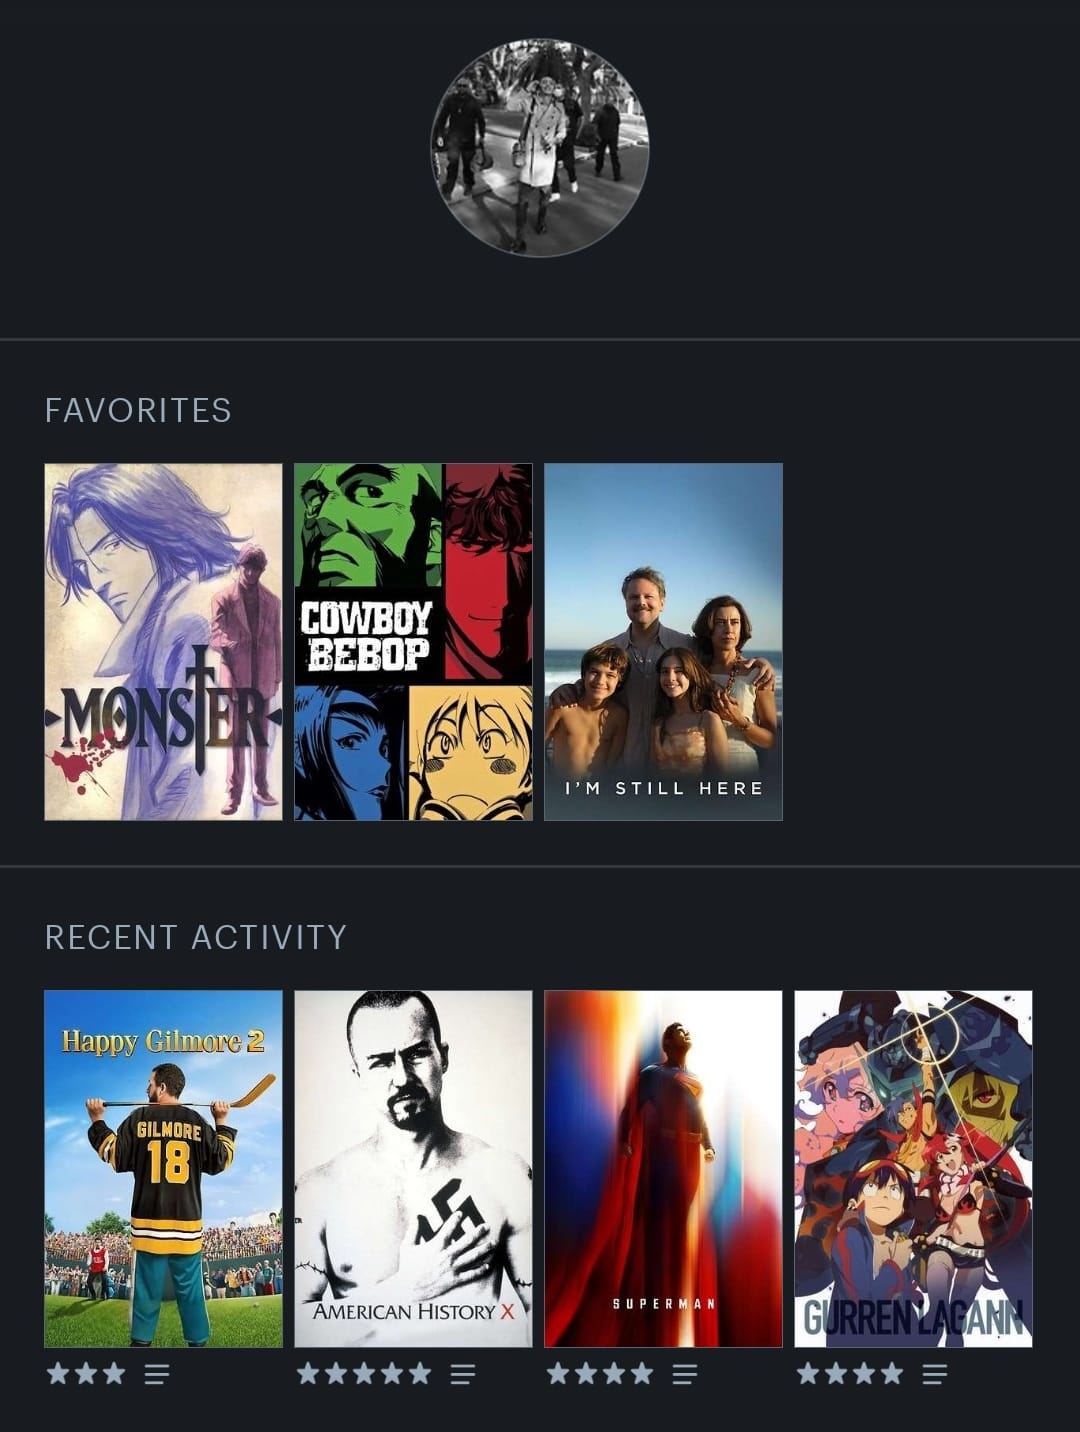 FAVORITES
MONSTER
COWBOY
BEBOP
I'M STILL HERE
RECENT ACTIVITY
Happy Gilmore 2
GILMORE
18
AMERICAN HISTORY X
SUPERMAN
GURREN LAGANN